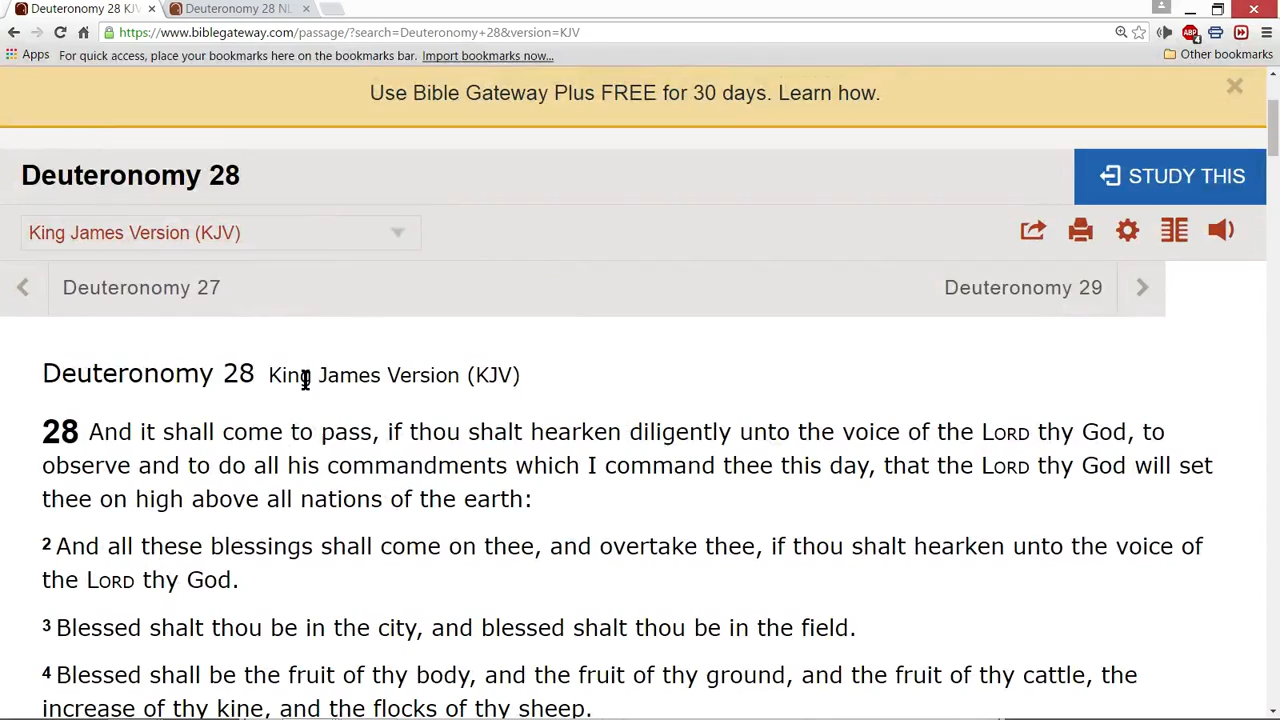 Deuteronomy 28 KJV
Deuteronomy 28 NL
https://www.biblegateway.com/passage/?search=Deuteronomy+28&version=KJV
ABP
4
Apps For quick access, place your bookmarks here on the bookmarks bar. Import bookmarks now... Other bookmarks
Use Bible Gateway Plus FREE for 30 days. Learn how.
Deuteronomy 28
STUDY THIS
King James Version (KJV)
Deuteronomy 27
Deuteronomy 29
Deuteronomy 28 King James Version (KJV)
28 And it shall come to pass, if thou shalt hearken diligently unto the voice of the LORD thy God, to
observe and to do all his commandments which I command thee this day, that the LORD thy God will set
thee on high above all nations of the earth:
2 And all these blessings shall come on thee, and overtake thee, if thou shalt hearken unto the voice of
the LORD thy God.
3 Blessed shalt thou be in the city, and blessed shalt thou be in the field.
4 Blessed shall be the fruit of thy body, and the fruit of thy ground, and the fruit of thy cattle, the
increase of thy kine, and the flocks of thy sheep.